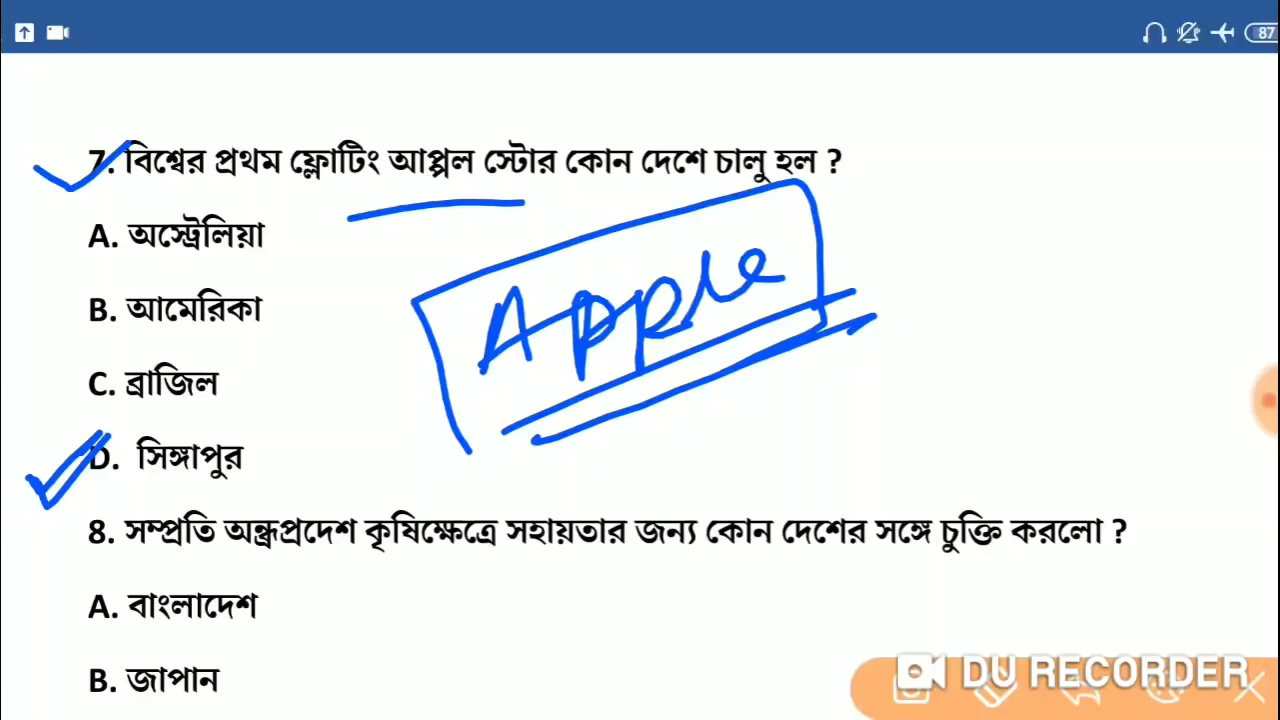 87
7. বিশ্বের প্রথম ফ্লোটিং আপ্পল স্টোর কোন দেশে চালু হল ?
A. অস্ট্রেলিয়া
Apple
B. আমেরিকা
C. ব্রাজিল
D. সিঙ্গাপুর
8. সম্প্রতি অন্ধ্রপ্রদেশ কৃষিক্ষেত্রে সহায়তার জন্য কোন দেশের সঙ্গে চুক্তি করলো ?
A. বাংলাদেশ
B. জাপান
DU RECORDER